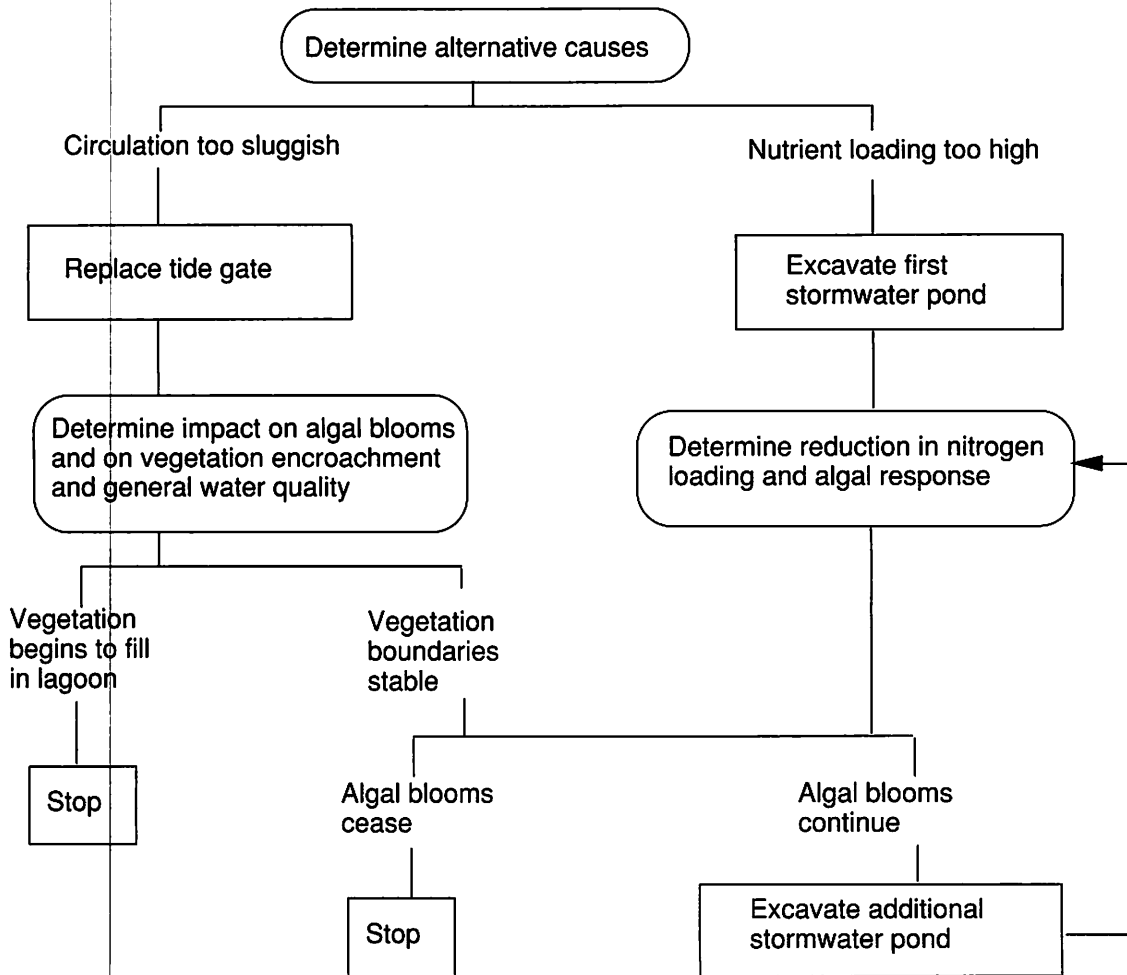 Determine alternative causes
Circulation too sluggish
Nutrient loading too high
Replace tide gate
Excavate first
stormwater pond
Determine impact on algal blooms
and on vegetation encroachment
and general water quality
Determine reduction in nitrogen
loading and algal response
Vegetation
begins to fill
in lagoon
Vegetation
boundaries
stable
Stop
Algal blooms
cease
Algal blooms
continue
Stop
Excavate additional
stormwater pond